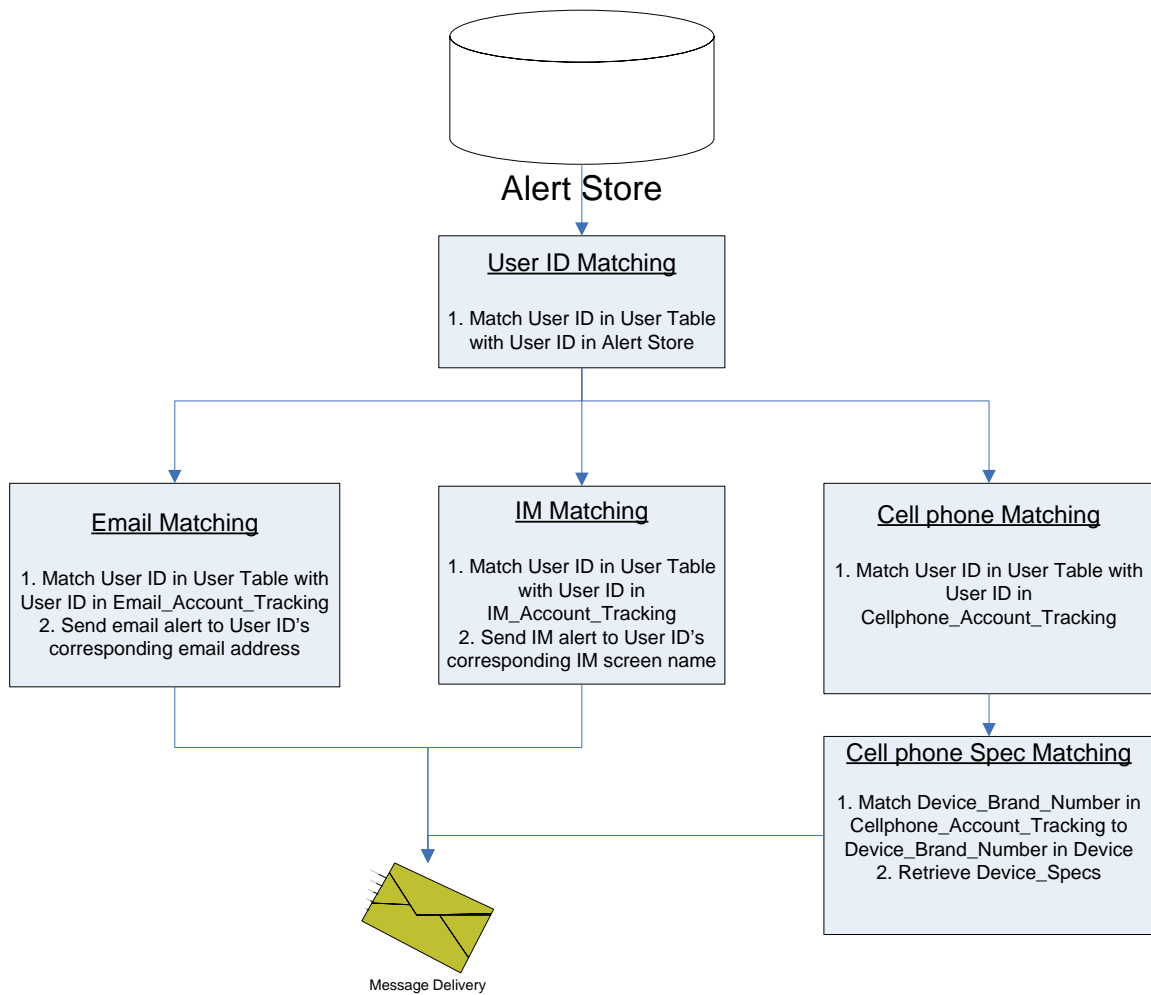 Alert Store
User ID Matching
1. Match User ID in User Table
with User ID in Alert Store
Email Matching
1. Match User ID in User Table with
User ID in Email_Account_Tracking
2. Send email alert to User ID’s
corresponding email address
IM Matching
1. Match User ID in User Table
with User ID in
IM_Account_Tracking
2. Send IM alert to User ID’s
corresponding IM screen name
Cell phone Matching
1. Match User ID in User Table with
User ID in
Cellphone_Account_Tracking
Cell phone Spec Matching
1. Match Device_Brand_Number in
Cellphone_Account_Tracking to
Device_Brand_Number in Device
2. Retrieve Device_Specs
Message Delivery